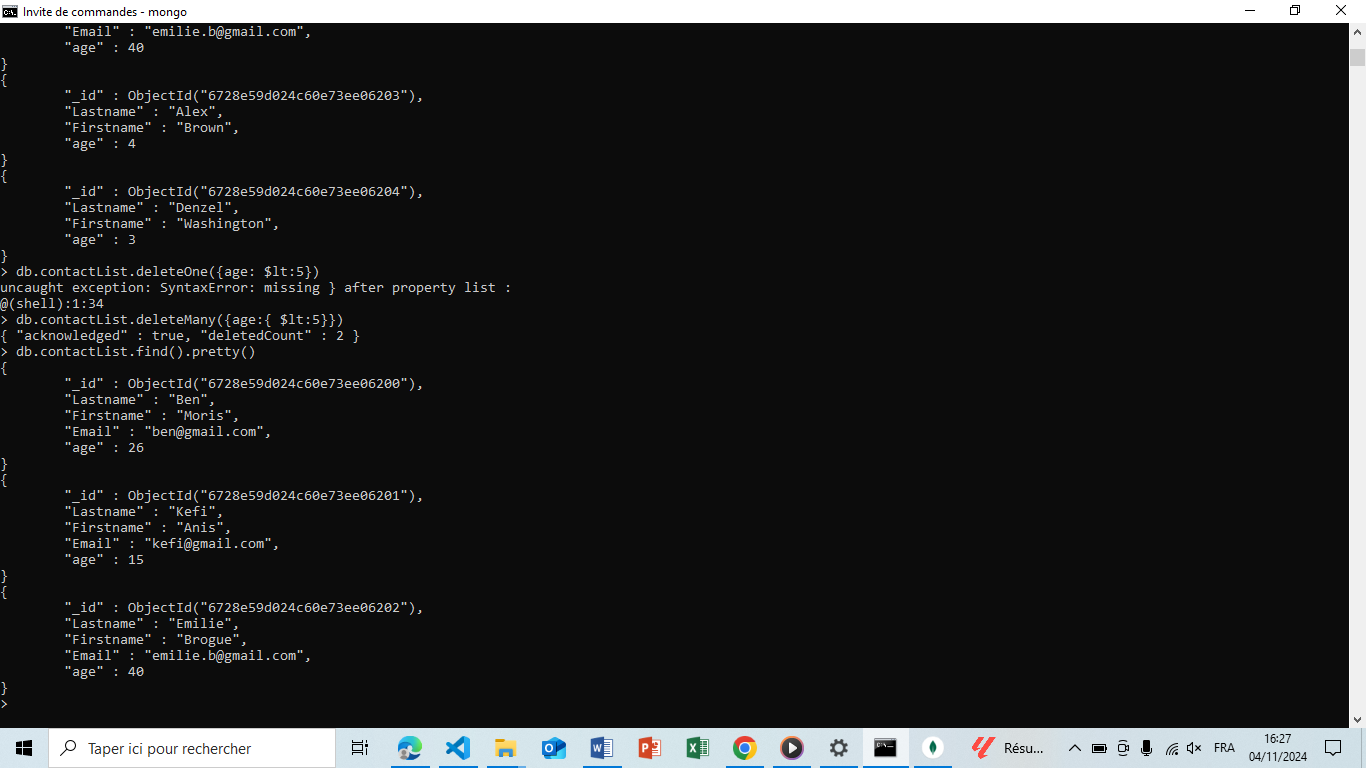 Invite de commandes - mongo
        "Email" : "emilie.b@gmail.com",
        "age" : 40
}
{
        "_id" : ObjectId("6728e59d024c60e73ee06203"),
        "Lastname" : "Alex",
        "Firstname" : "Brown",
        "age" : 4
}
{
        "_id" : ObjectId("6728e59d024c60e73ee06204"),
        "Lastname" : "Denzel",
        "Firstname" : "Washington",
        "age" : 3
}
> db.contactList.deleteOne({age: $lt:5})
uncaught exception: SyntaxError: missing } after property list :
@(shell):1:34
> db.contactList.deleteMany({age:{ $lt:5}})
{ "acknowledged" : true, "deletedCount" : 2 }
> db.contactList.find().pretty()
{
        "_id" : ObjectId("6728e59d024c60e73ee06200"),
        "Lastname" : "Ben",
        "Firstname" : "Moris",
        "Email" : "ben@gmail.com",
        "age" : 26
}
{
        "_id" : ObjectId("6728e59d024c60e73ee06201"),
        "Lastname" : "Kefi",
        "Firstname" : "Anis",
        "Email" : "kefi@gmail.com",
        "age" : 15
}
{
        "_id" : ObjectId("6728e59d024c60e73ee06202"),
        "Lastname" : "Emilie",
        "Firstname" : "Brogue",
        "Email" : "emilie.b@gmail.com",
        "age" : 40
}
>
Taper ici pour rechercher
Résu...
FRA
16:27
04/11/2024